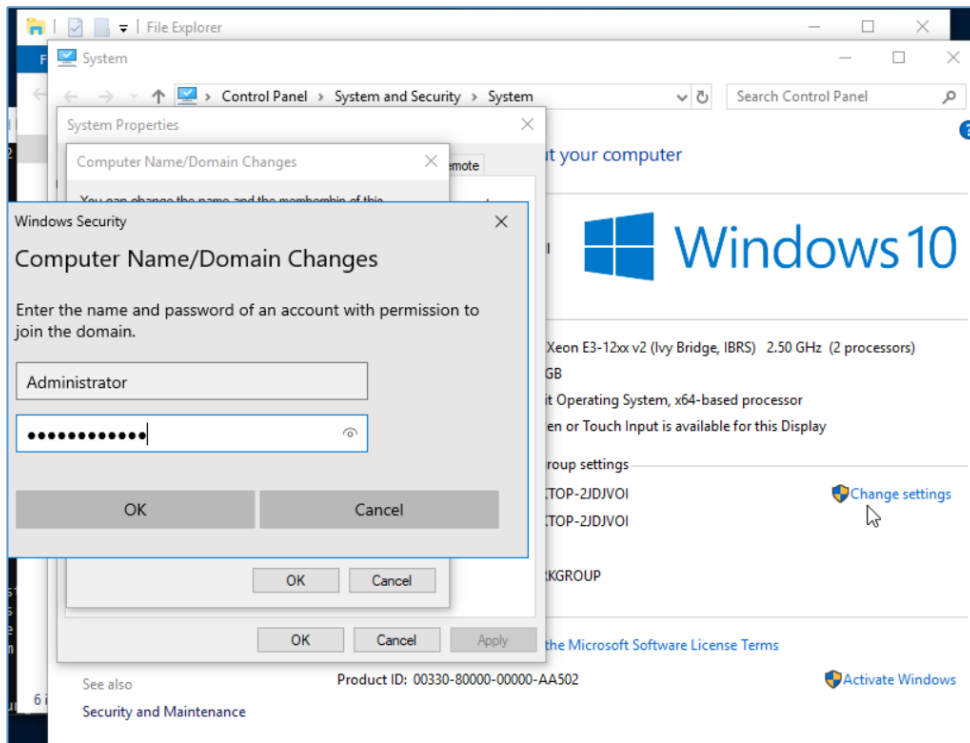 File Explorer
System
Control Panel > System and Security > System
Search Control Panel
System Properties
Computer Name/Domain Changes
You can change the name and the membership of this
your computer
Windows Security
Computer Name/Domain Changes
Enter the name and password of an account with permission to
join the domain.
Administrator
●●●●●●●●●●●●
OK
Cancel
Windows 10
Xeon E3-12xx v2 (Ivy Bridge, IBRS) 2.50 GHz (2 processors)
GB
it Operating System, x64-based processor
en or Touch Input is available for this Display
roup settings
TOP-2JDJVOI
Change settings
TOP-2JDJVOI
KGROUP
OK
Cancel
OK
Cancel
Apply
the Microsoft Software License Terms
See also
Product ID: 00330-80000-00000-AA502
Activate Windows
Security and Maintenance